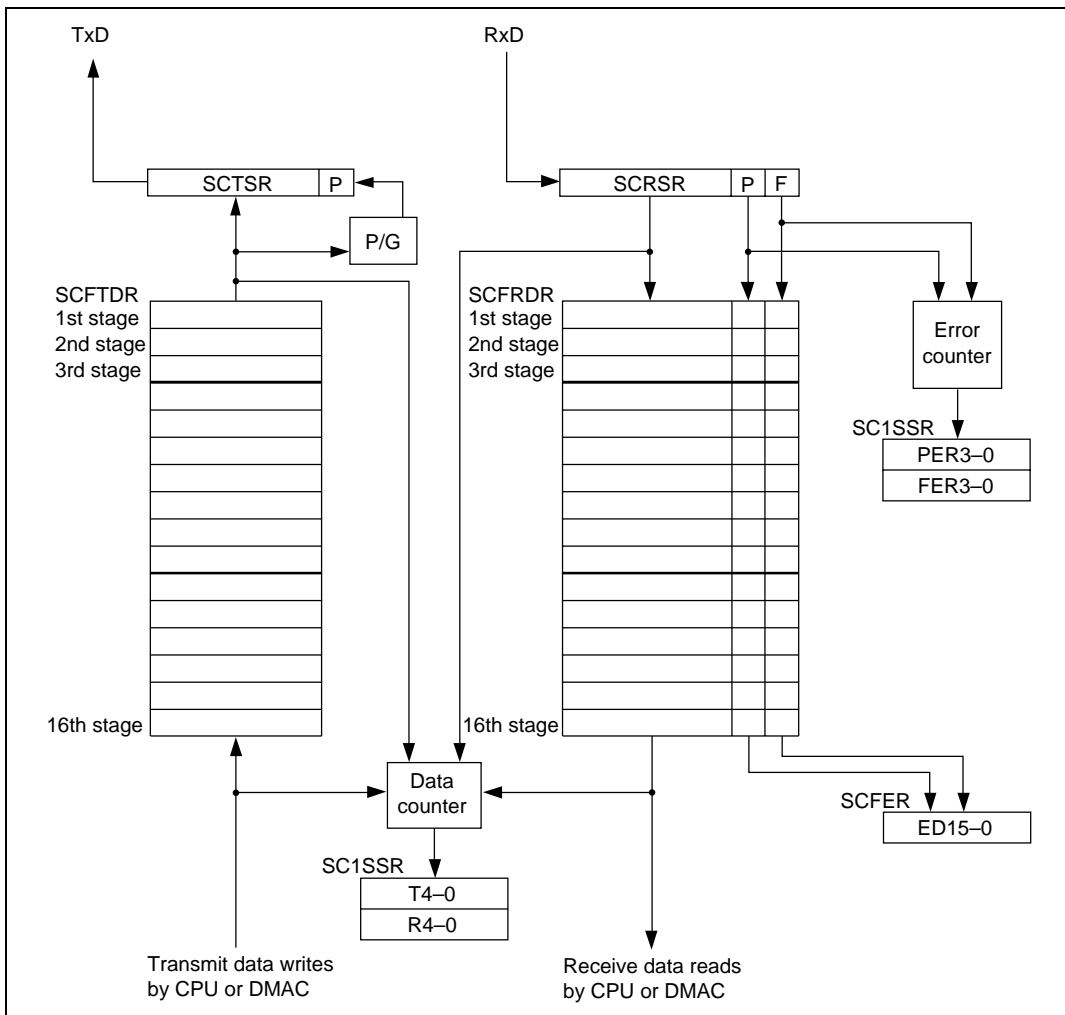 TxD
RxD
SCTSR
P
SCRSR
P
F
P/G
SCFTDR
1st stage
2nd stage
3rd stage
SCFRDR
1st stage
2nd stage
3rd stage
Error
counter
SC1SSR
PER3–0
FER3–0
16th stage
16th stage
Data
counter
SCFER
ED15–0
SC1SSR
T4–0
R4–0
Transmit data writes
by CPU or DMAC
Receive data reads
by CPU or DMAC